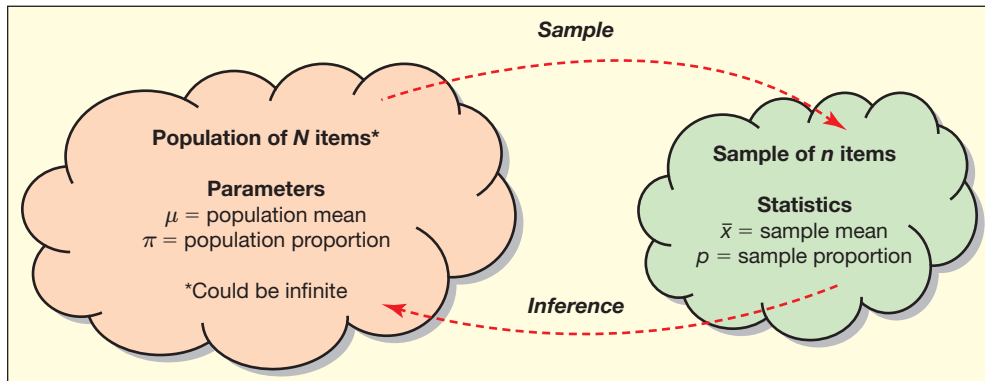 Sample
Population of N items*
Parameters
μ = population mean
π = population proportion
*Could be infinite
Sample of n items
Statistics
x̄ = sample mean
p = sample proportion
Inference